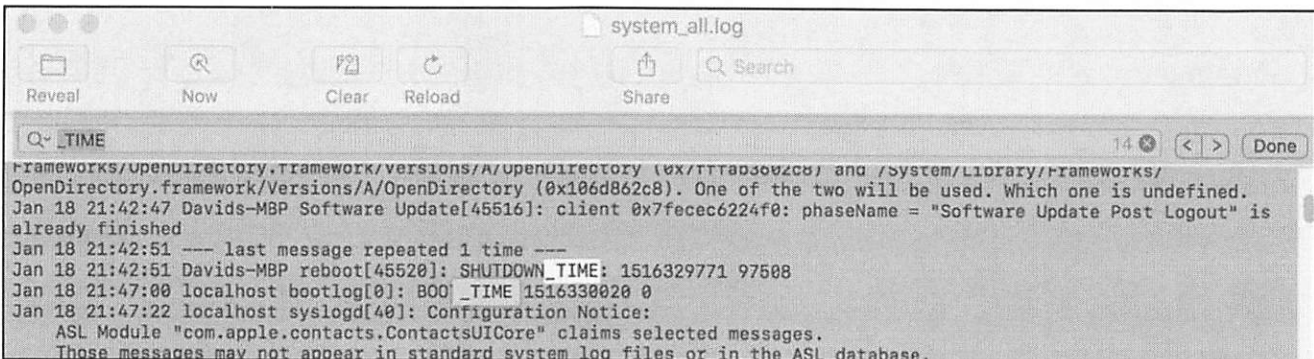 system_all.log
Reveal
Now
Clear
Reload
Share
Search
_TIME
14
Done
Frameworks/OpenDirectory.framework/Versions/A/OpenDirectory (0x7fffab3602c8) and /System/Library/Frameworks/
OpenDirectory.framework/Versions/A/OpenDirectory (0x106d862c8). One of the two will be used. Which one is undefined.
Jan 18 21:42:47 Davids-MBP Software Update[45516]: client 0x7fecec6224f0: phaseName = "Software Update Post Logout" is
already finished
Jan 18 21:42:51 --- last message repeated 1 time ---
Jan 18 21:42:51 Davids-MBP reboot[45520]: SHUTDOWN_TIME: 1516329771 97508
Jan 18 21:47:00 localhost bootlog[0]: BOO _TIME 1516330020 0
Jan 18 21:47:22 localhost syslogd[40]: Configuration Notice:
ASL Module "com.apple.contacts.ContactsUICore" claims selected messages.
Those messages may not appear in standard system log files or in the ASL database.